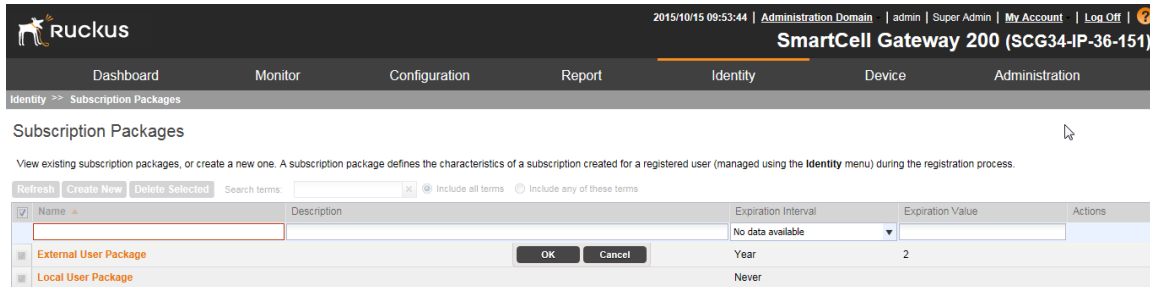 Ruckus
2015/10/15 09:53:44 | Administration Domain | admin | Super Admin | My Account | Log Off | ?
SmartCell Gateway 200 (SCG34-IP-36-151)
Dashboard Monitor Configuration Report Identity Device Administration
Identity >> Subscription Packages
Subscription Packages
View existing subscription packages, or create a new one. A subscription package defines the characteristics of a subscription created for a registered user (managed using the Identity menu) during the registration process.
Refresh Create New Delete Selected Search terms: x Include all terms Include any of these terms
Name Description Expiration Interval Expiration Value Actions
No data available
External User Package OK Cancel Year 2
Local User Package Never